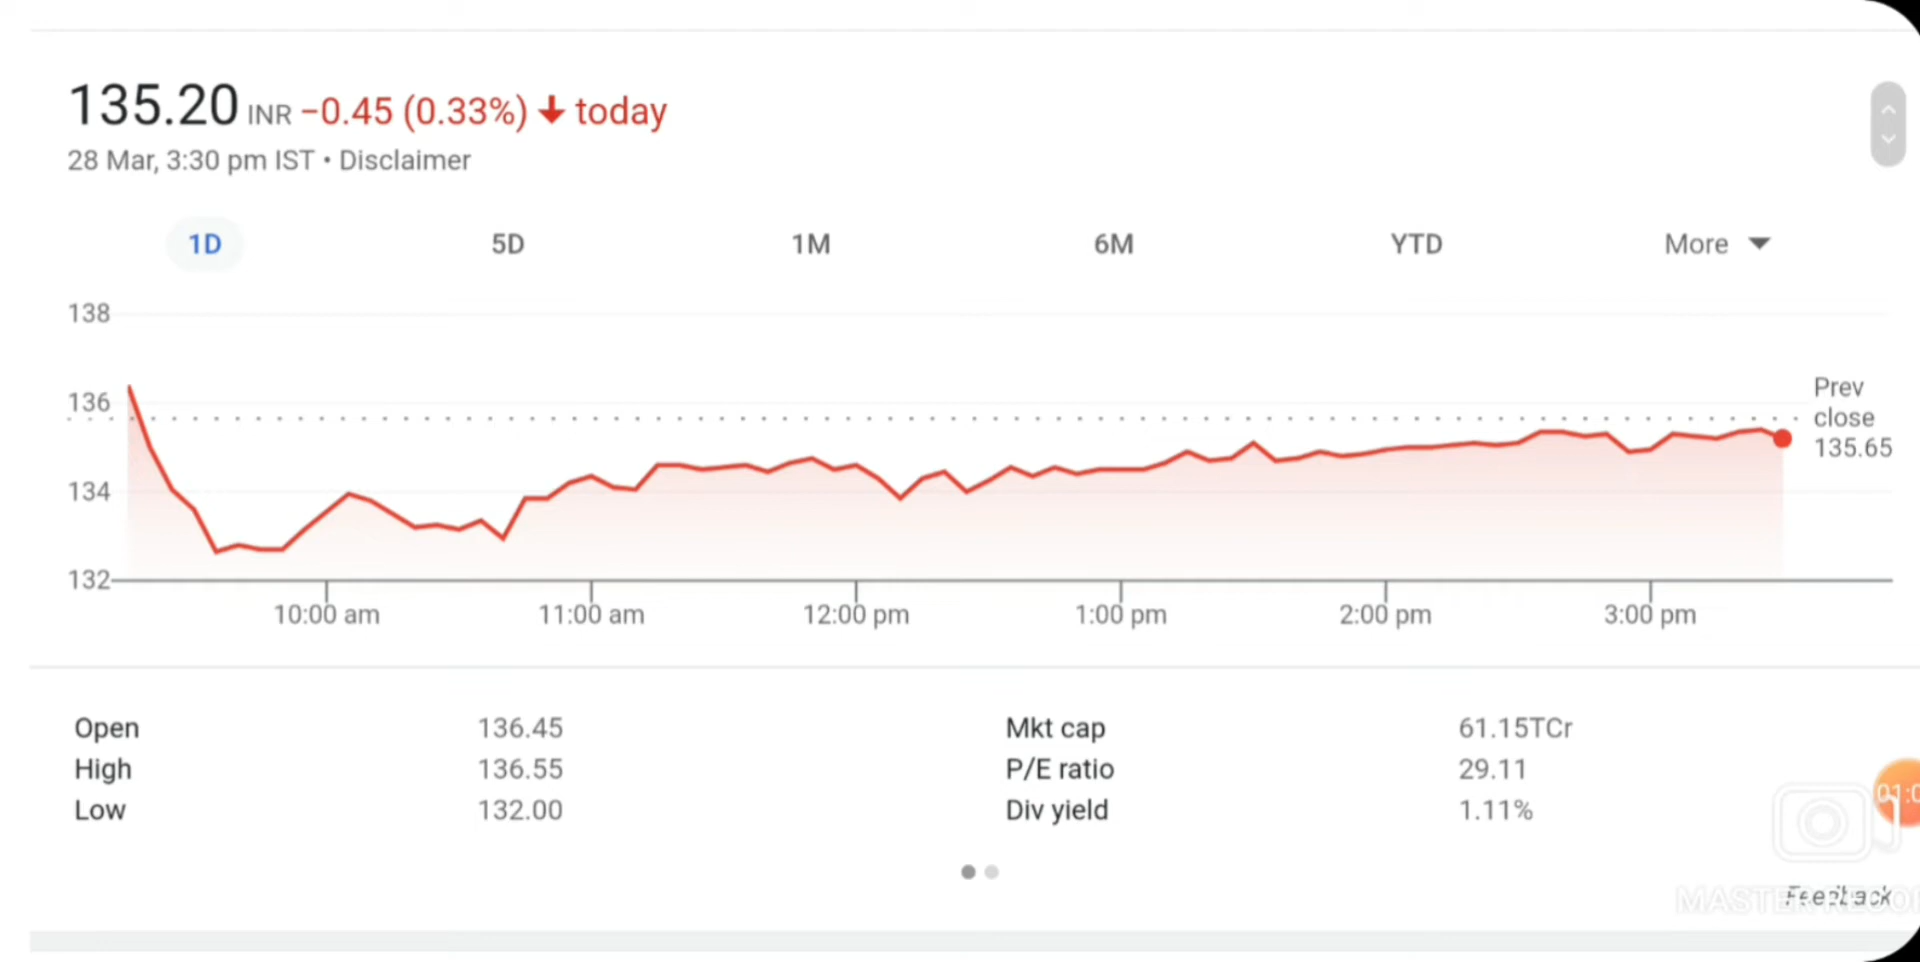 135.20 INR −0.45 (0.33%) ↓ today
28 Mar, 3:30 pm IST • Disclaimer
1D 5D 1M 6M YTD More
138
136
134
132
Prev
close
135.65
10:00 am 11:00 am 12:00 pm 1:00 pm 2:00 pm 3:00 pm
Open 136.45 Mkt cap 61.15TCr
High 136.55 P/E ratio 29.11
Low 132.00 Div yield 1.11%
Feedback